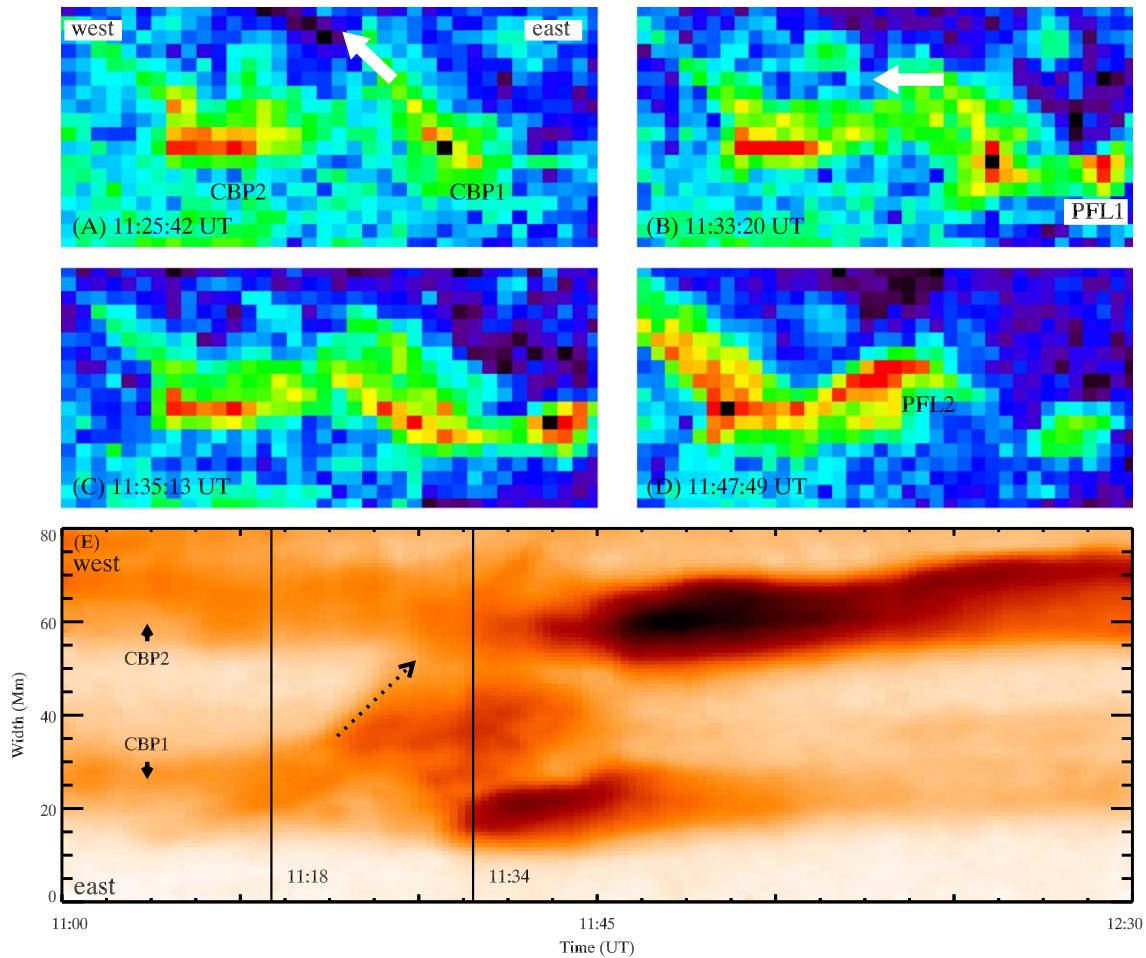 west
east
CBP2
CBP1
(A) 11:25:42 UT
PFL1
(B) 11:33:20 UT
(C) 11:35:13 UT
PFL2
(D) 11:47:49 UT
(E)
west
80
60
40
20
0
Width (Mm)
CBP2
CBP1
11:18
11:34
east
11:00
11:45
12:30
Time (UT)